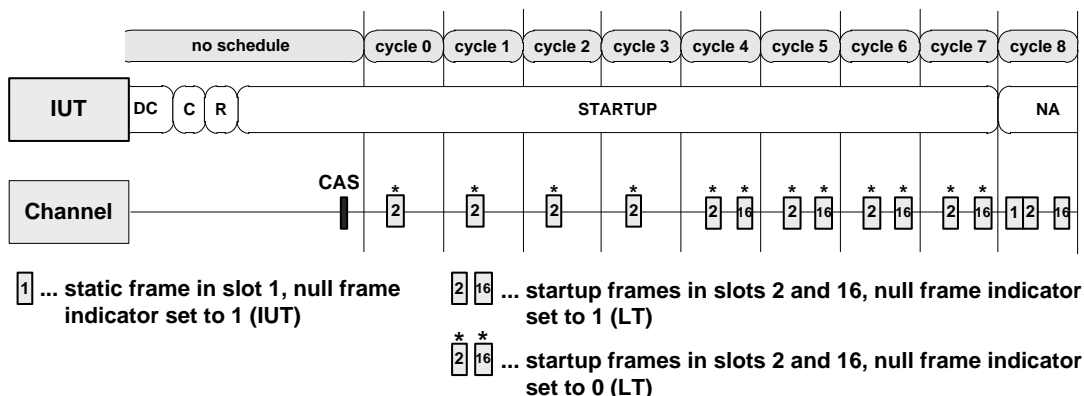 no schedule cycle 0 cycle 1 cycle 2 cycle 3 cycle 4 cycle 5 cycle 6 cycle 7 cycle 8
IUT DC C R STARTUP NA
CAS * * * * * * * * * * * *
Channel 2 2 2 2 2 16 2 16 2 16 2 16 1 2 16
1 ... static frame in slot 1, null frame
indicator set to 1 (IUT)
2 16 ... startup frames in slots 2 and 16, null frame indicator
set to 1 (LT)
* *
2 16 ... startup frames in slots 2 and 16, null frame indicator
set to 0 (LT)